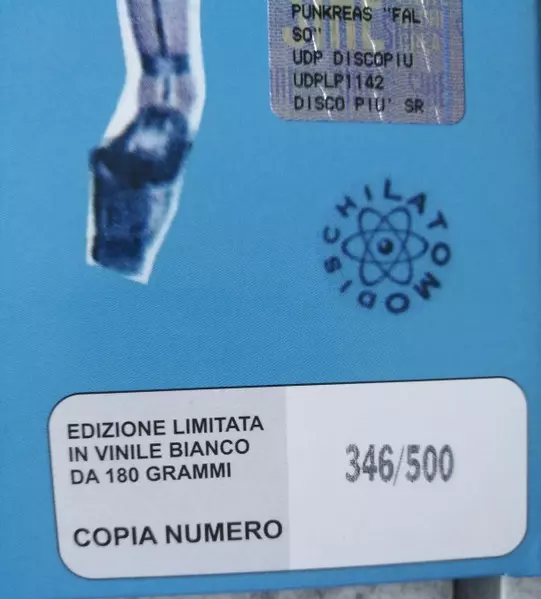 PUNKREAS "FAL
SO"
UDP DISCOPIU
UDPLP1142
DISCO PIU' SR
ATOMO DISCHI L
EDIZIONE LIMITATA
IN VINILE BIANCO
DA 180 GRAMMI
COPIA NUMERO
346/500